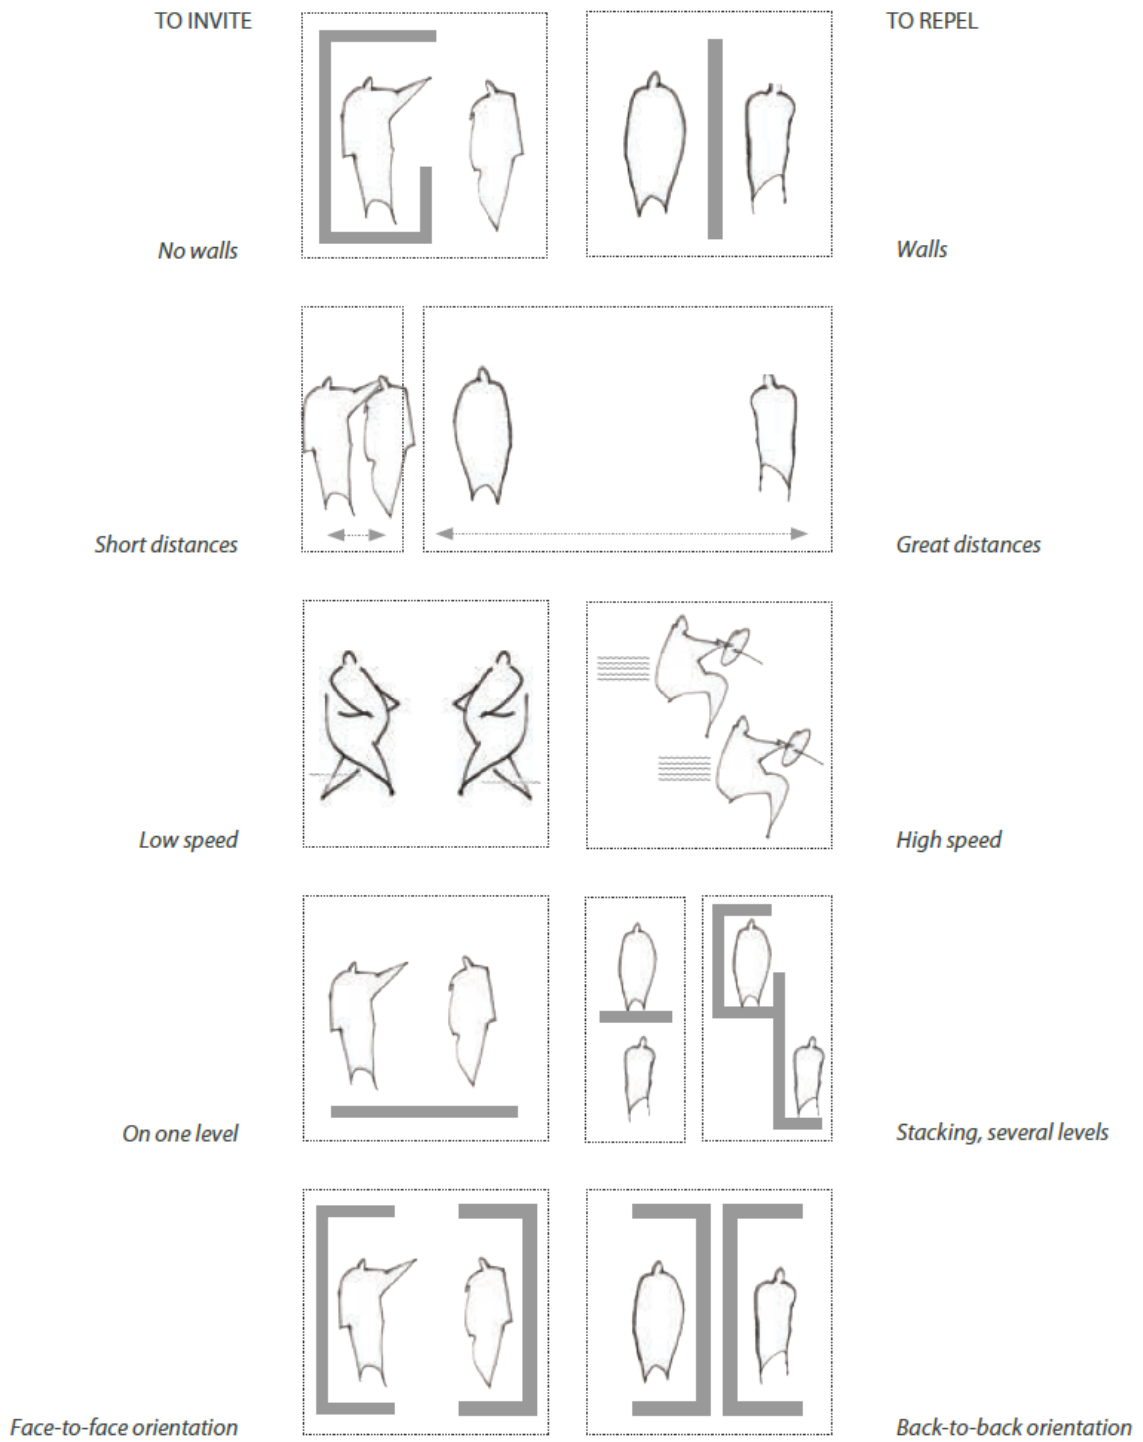 TO INVITE
TO REPEL
No walls
Walls
Short distances
Great distances
Low speed
High speed
On one level
Stacking, several levels
Face-to-face orientation
Back-to-back orientation